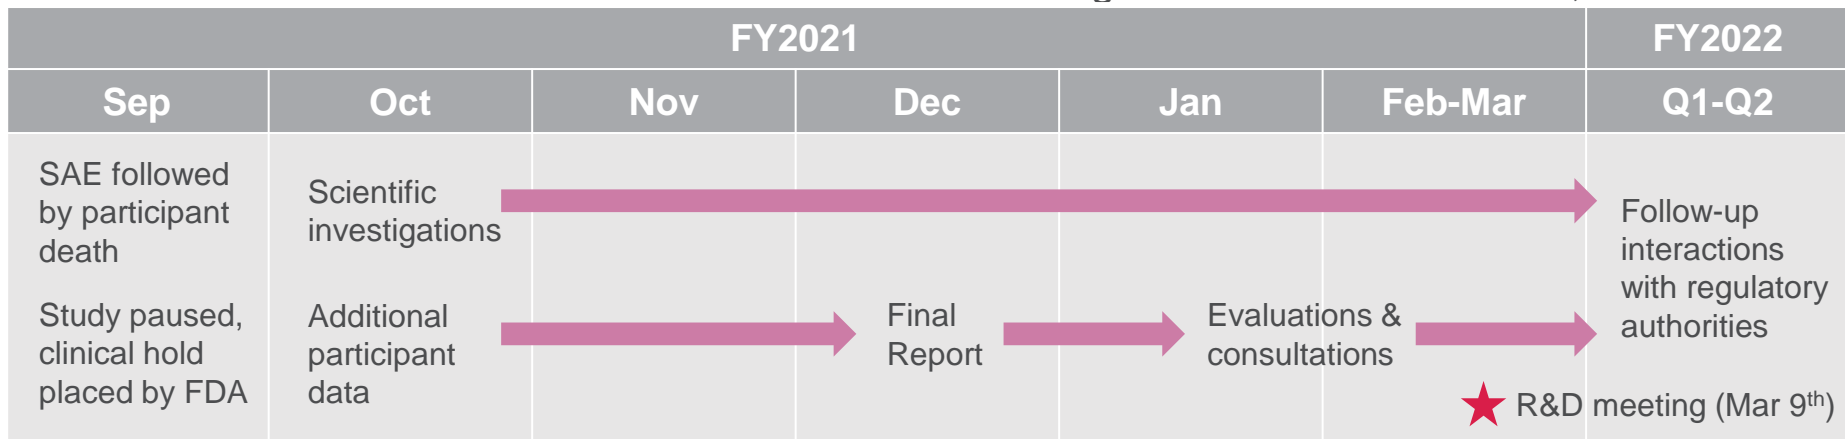 FY2021 FY2022
Sep Oct Nov Dec Jan Feb-Mar Q1-Q2
SAE followed
by participant
death
Study paused,
clinical hold
placed by FDA
Scientific
investigations
Additional
participant
data
Final
Report
Evaluations &
consultations
Follow-up
interactions
with regulatory
authorities
R&D meeting (Mar 9th)